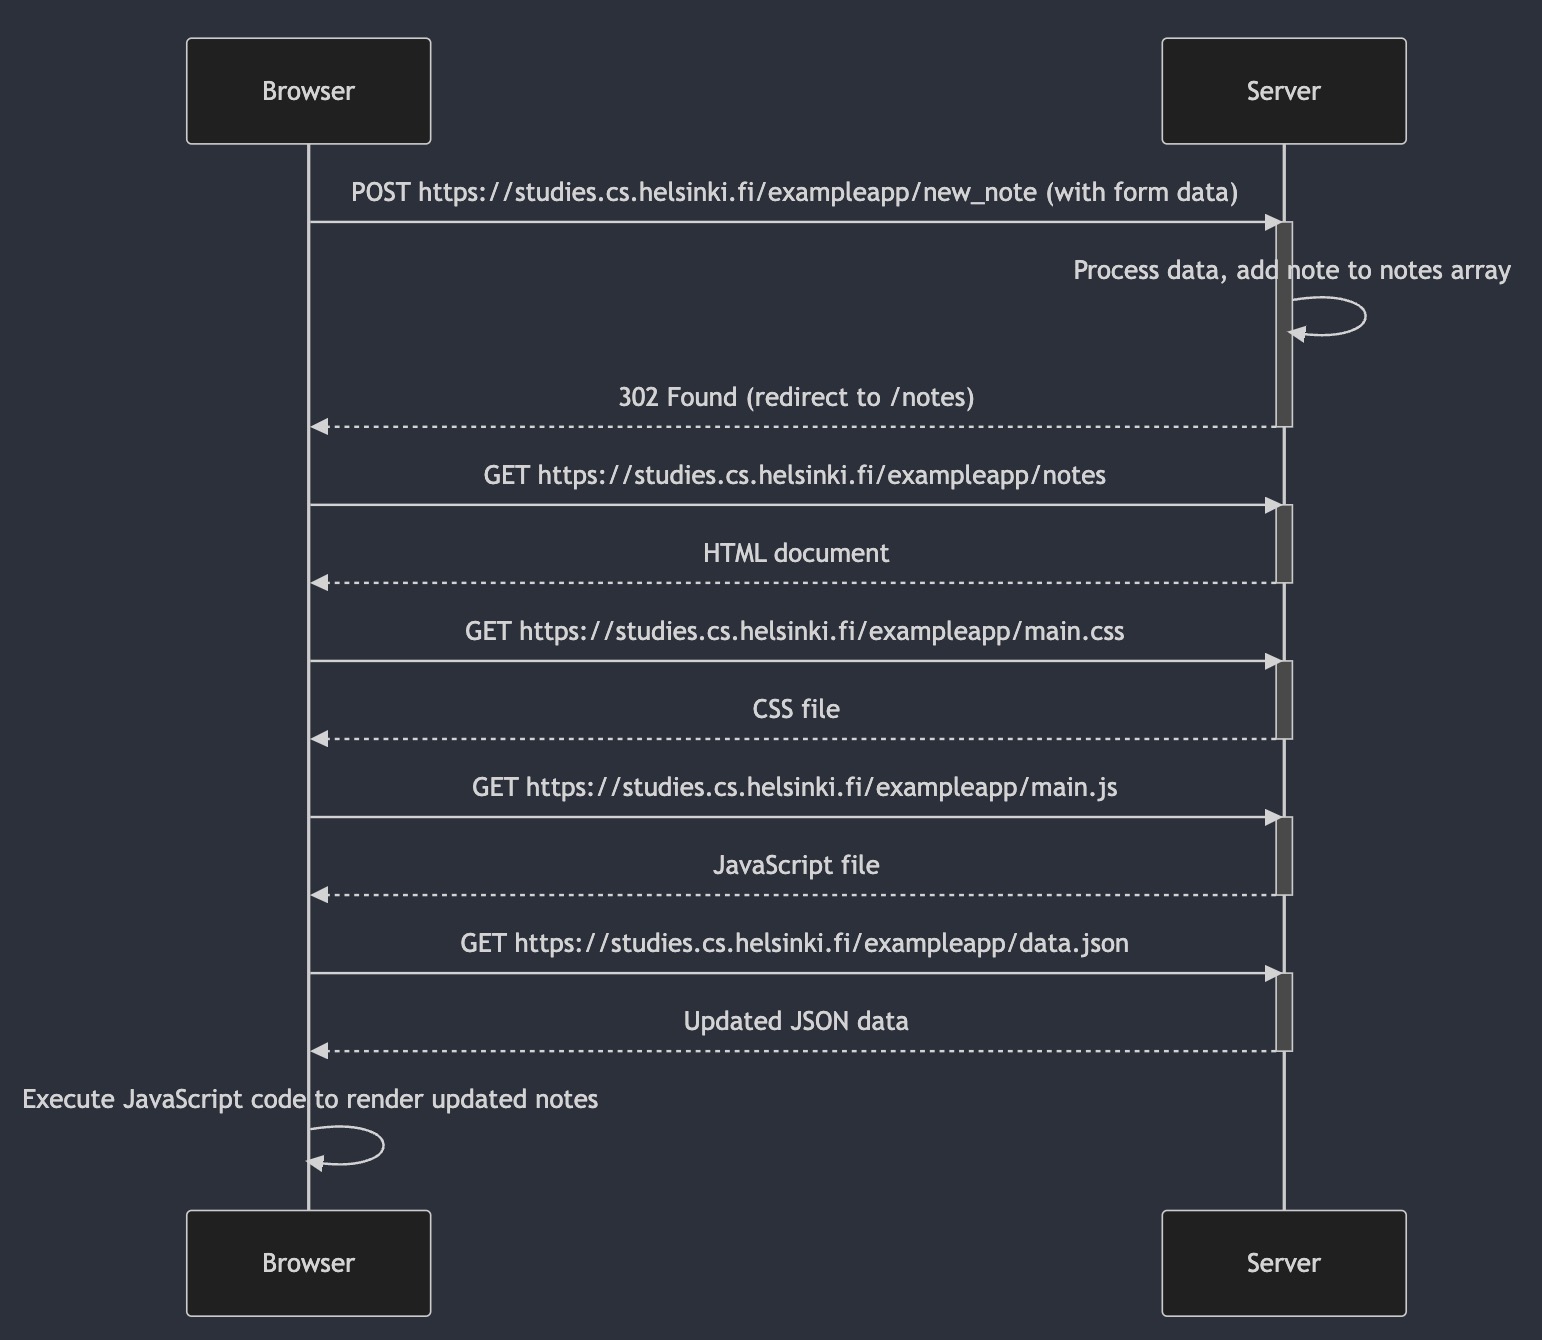 Browser
Server
POST https://studies.cs.helsinki.fi/exampleapp/new_note (with form data)
Process data, add note to notes array
302 Found (redirect to /notes)
GET https://studies.cs.helsinki.fi/exampleapp/notes
HTML document
GET https://studies.cs.helsinki.fi/exampleapp/main.css
CSS file
GET https://studies.cs.helsinki.fi/exampleapp/main.js
JavaScript file
GET https://studies.cs.helsinki.fi/exampleapp/data.json
Updated JSON data
Execute JavaScript code to render updated notes
Browser
Server